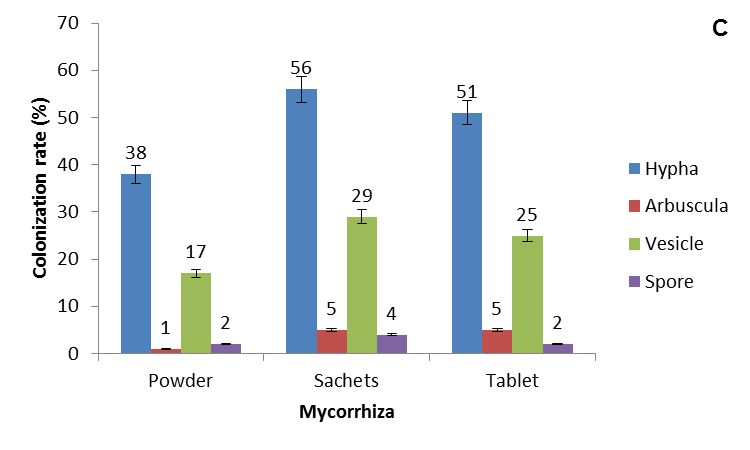 C
Colonization rate (%)
70
60
50
40
30
20
10
0
38
1
17
2
56
5
29
4
51
5
25
2
Powder
Sachets
Tablet
Mycorrhiza
Hypha
Arbuscula
Vesicle
Spore